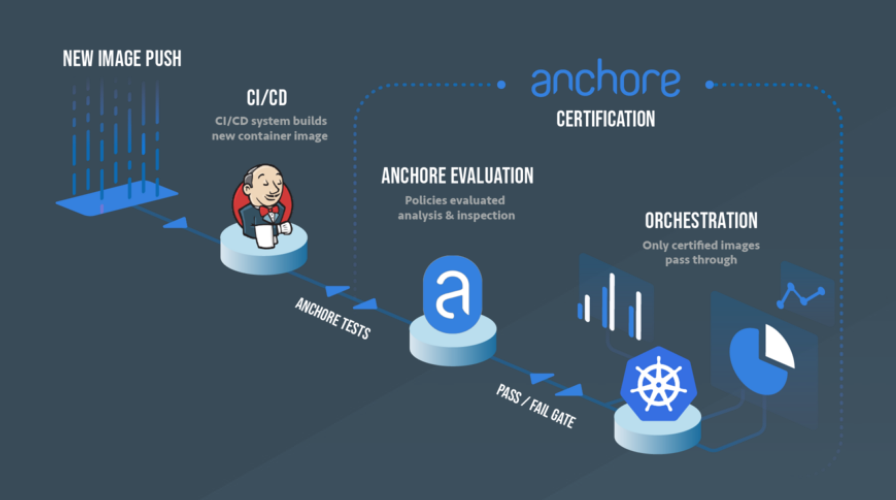 NEW IMAGE PUSH
CI/CD
CI/CD system builds
new container image
anchore
CERTIFICATION
ANCHORE EVALUATION
Policies evaluated
analysis & inspection
ORCHESTRATION
Only certified images
pass through
ANCHORE TESTS
a
PASS / FAIL GATE